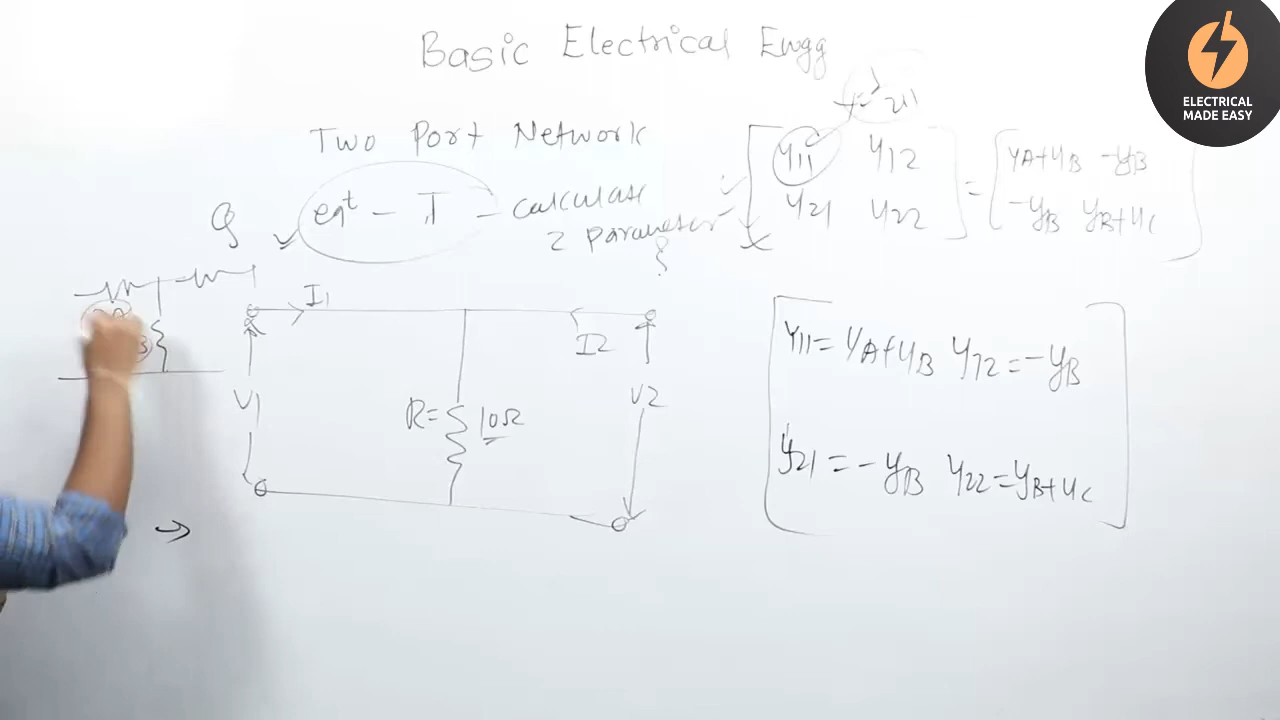 Basic Electrical Engg
ELECTRICAL
MADE EASY
Two Port Network
Y11 Y12
Y21 Y22
=
YA+YB -YB
-YB YB+YC
Q eqt - T - calculate
Z parameter
I1
I2
V1
R= 10Ω
V2
Y11 = YA+YB Y12 = -YB
Y21 = -YB Y22 = YB+YC